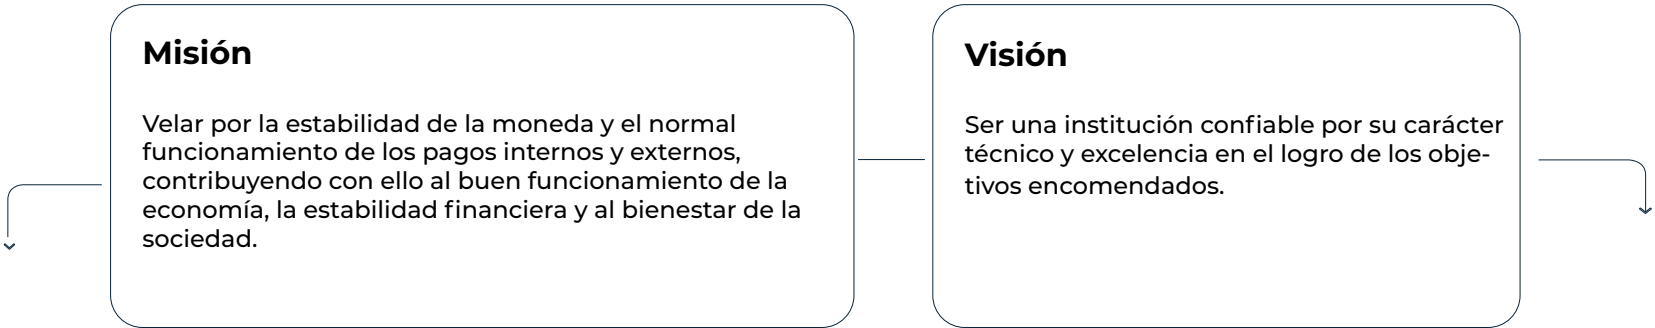 Misión
Velar por la estabilidad de la moneda y el normal
funcionamiento de los pagos internos y externos,
contribuyendo con ello al buen funcionamiento de la
economía, la estabilidad financiera y al bienestar de la
sociedad.
Visión
Ser una institución confiable por su carácter
técnico y excelencia en el logro de los obje-
tivos encomendados.